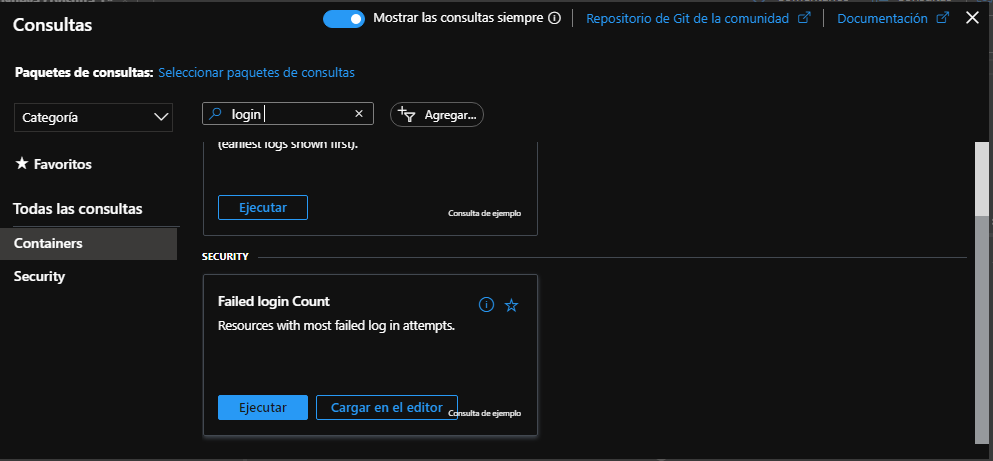 Consultas
Mostrar las consultas siempre
Repositorio de Git de la comunidad
Documentación
Paquetes de consultas: Seleccionar paquetes de consultas
Categoría
login
Agregar...
Favoritos
Todas las consultas
Containers
Security
(earliest logs shown first).
Ejecutar
Consulta de ejemplo
SECURITY
Failed login Count
Resources with most failed log in attempts.
Ejecutar
Cargar en el editor
Consulta de ejemplo